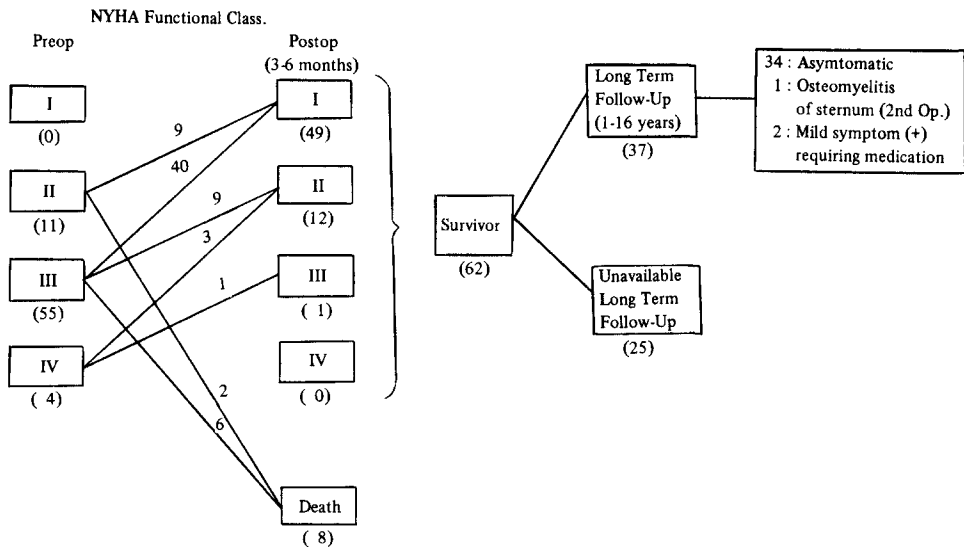 NYHA Functional Class.
Preop
Postop
(3-6 months)
I
(0)
II
(11)
III
(55)
IV
( 4)
9
40
9
3
1
2
6
I
(49)
II
(12)
III
( 1)
IV
( 0)
Death
( 8)
Survivor
(62)
Long Term
Follow-Up
(1-16 years)
(37)
Unavailable
Long Term
Follow-Up
(25)
34 : Asymtomatic
1 : Osteomyelitis
of sternum (2nd Op.)
2 : Mild symptom (+)
requiring medication